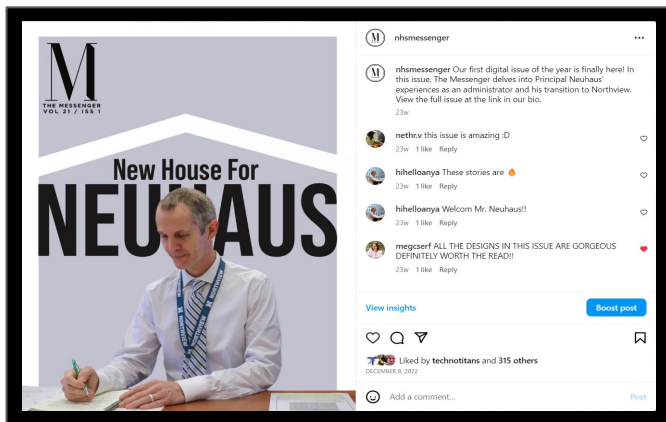 M
THE MESSENGER
VOL 21 / ISS 1
New House For
NEUHAUS
M
nhsmessenger
M
nhsmessenger Our first digital issue of the year is finally here! In
this issue, The Messenger delves into Principal Neuhaus'
experiences as an administrator and his transition to Northview.
View the full issue at the link in our bio.
23w
nethr.v this issue is amazing :D
23w 1 like Reply
hihelloanya These stories are 🔥
23w 1 like Reply
hihelloanya Welcom Mr. Neuhaus!!
23w 1 like Reply
megcserf ALL THE DESIGNS IN THIS ISSUE ARE GORGEOUS
DEFINITELY WORTH THE READ!!
23w 1 like Reply
View insights
Boost post
Liked by technotitans and 315 others
DECEMBER 8, 2022
Add a comment...
Post